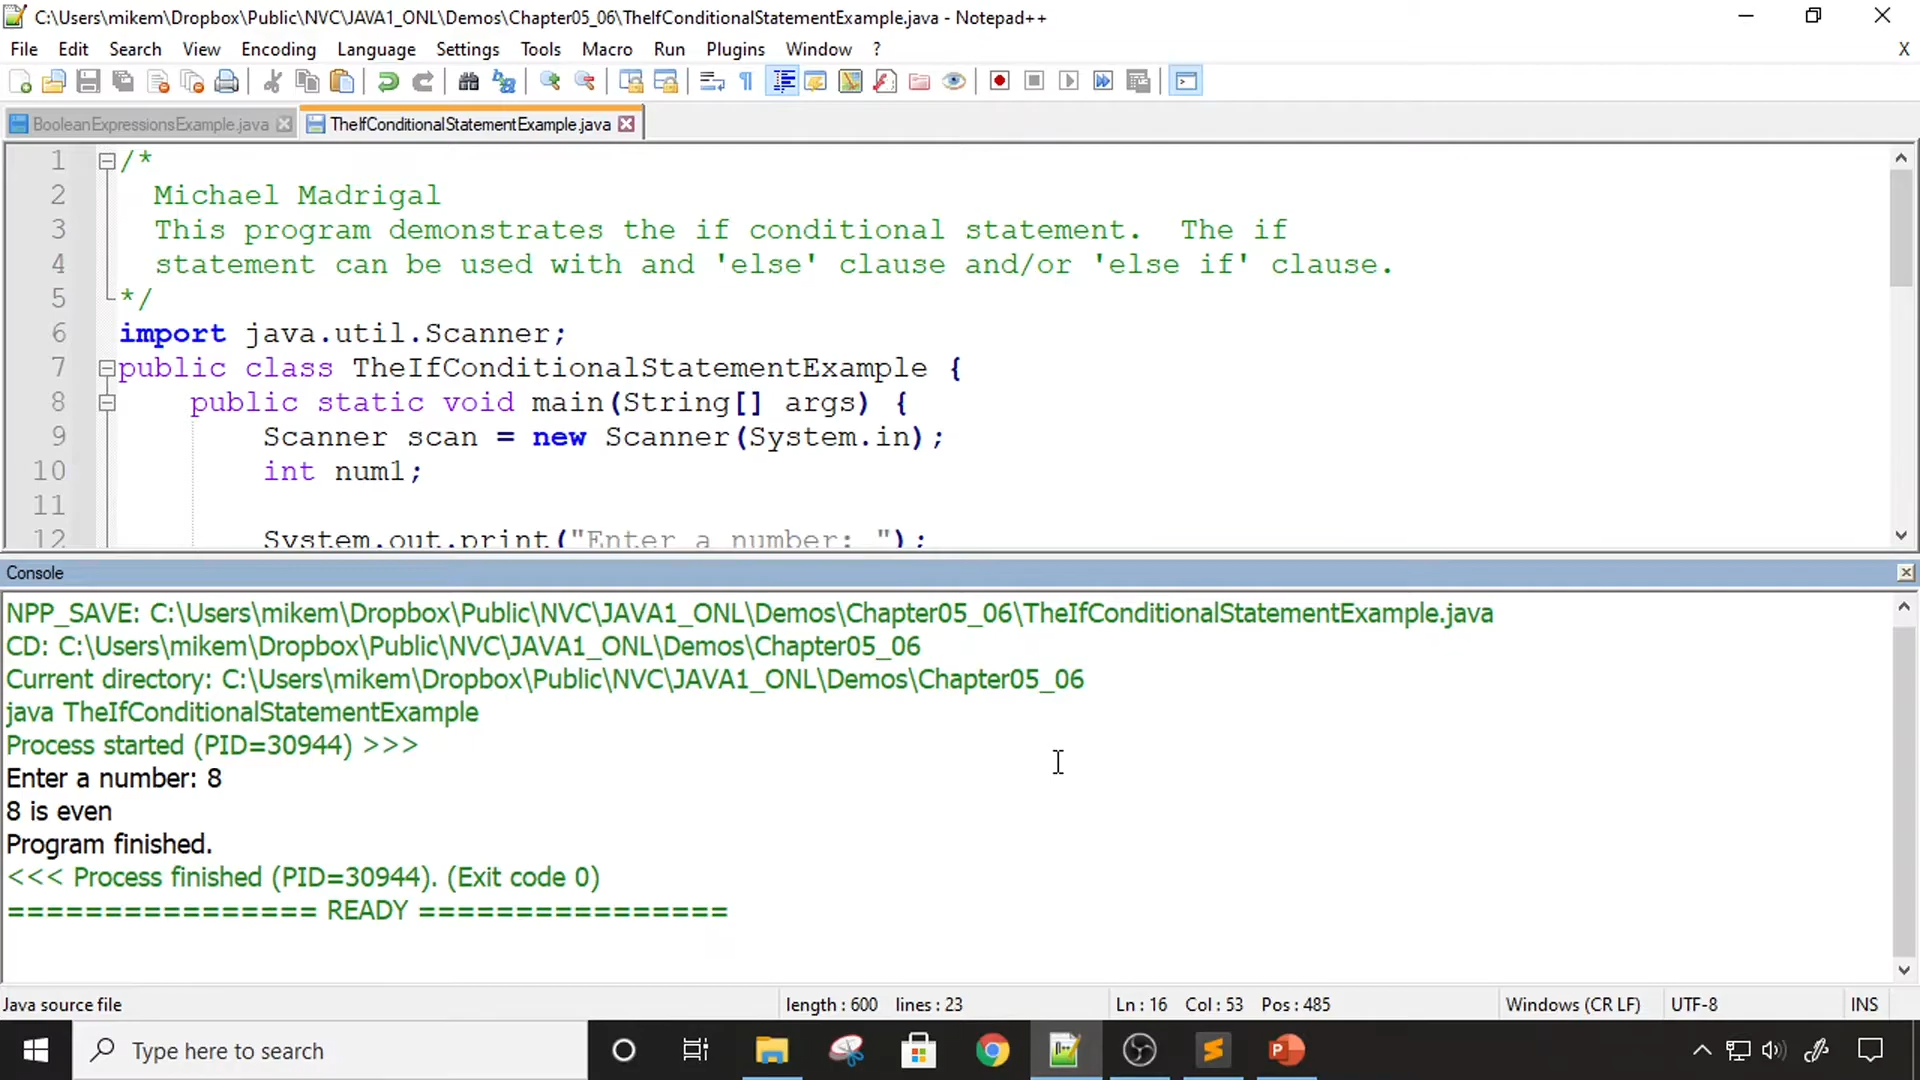 C:\Users\mikem\Dropbox\Public\NVC\JAVA1_ONL\Demos\Chapter05_06\TheIfConditionalStatementExample.java - Notepad++
File Edit Search View Encoding Language Settings Tools Macro Run Plugins Window ? X
BooleanExpressionsExample.java TheIfConditionalStatementExample.java
1 /*
2 Michael Madrigal
3 This program demonstrates the if conditional statement.  The if
4 statement can be used with and 'else' clause and/or 'else if' clause.
5 */
6 import java.util.Scanner;
7 public class TheIfConditionalStatementExample {
8 public static void main(String[] args) {
9 Scanner scan = new Scanner(System.in);
10 int num1;
11
12 System.out.print("Enter a number: ");
Console
NPP_SAVE: C:\Users\mikem\Dropbox\Public\NVC\JAVA1_ONL\Demos\Chapter05_06\TheIfConditionalStatementExample.java
CD: C:\Users\mikem\Dropbox\Public\NVC\JAVA1_ONL\Demos\Chapter05_06
Current directory: C:\Users\mikem\Dropbox\Public\NVC\JAVA1_ONL\Demos\Chapter05_06
java TheIfConditionalStatementExample
Process started (PID=30944) >>>
Enter a number: 8
8 is even
Program finished.
<<< Process finished (PID=30944). (Exit code 0)
================ READY ================
Java source file length : 600 lines : 23 Ln : 16 Col : 53 Pos : 485 Windows (CR LF) UTF-8 INS
Type here to search